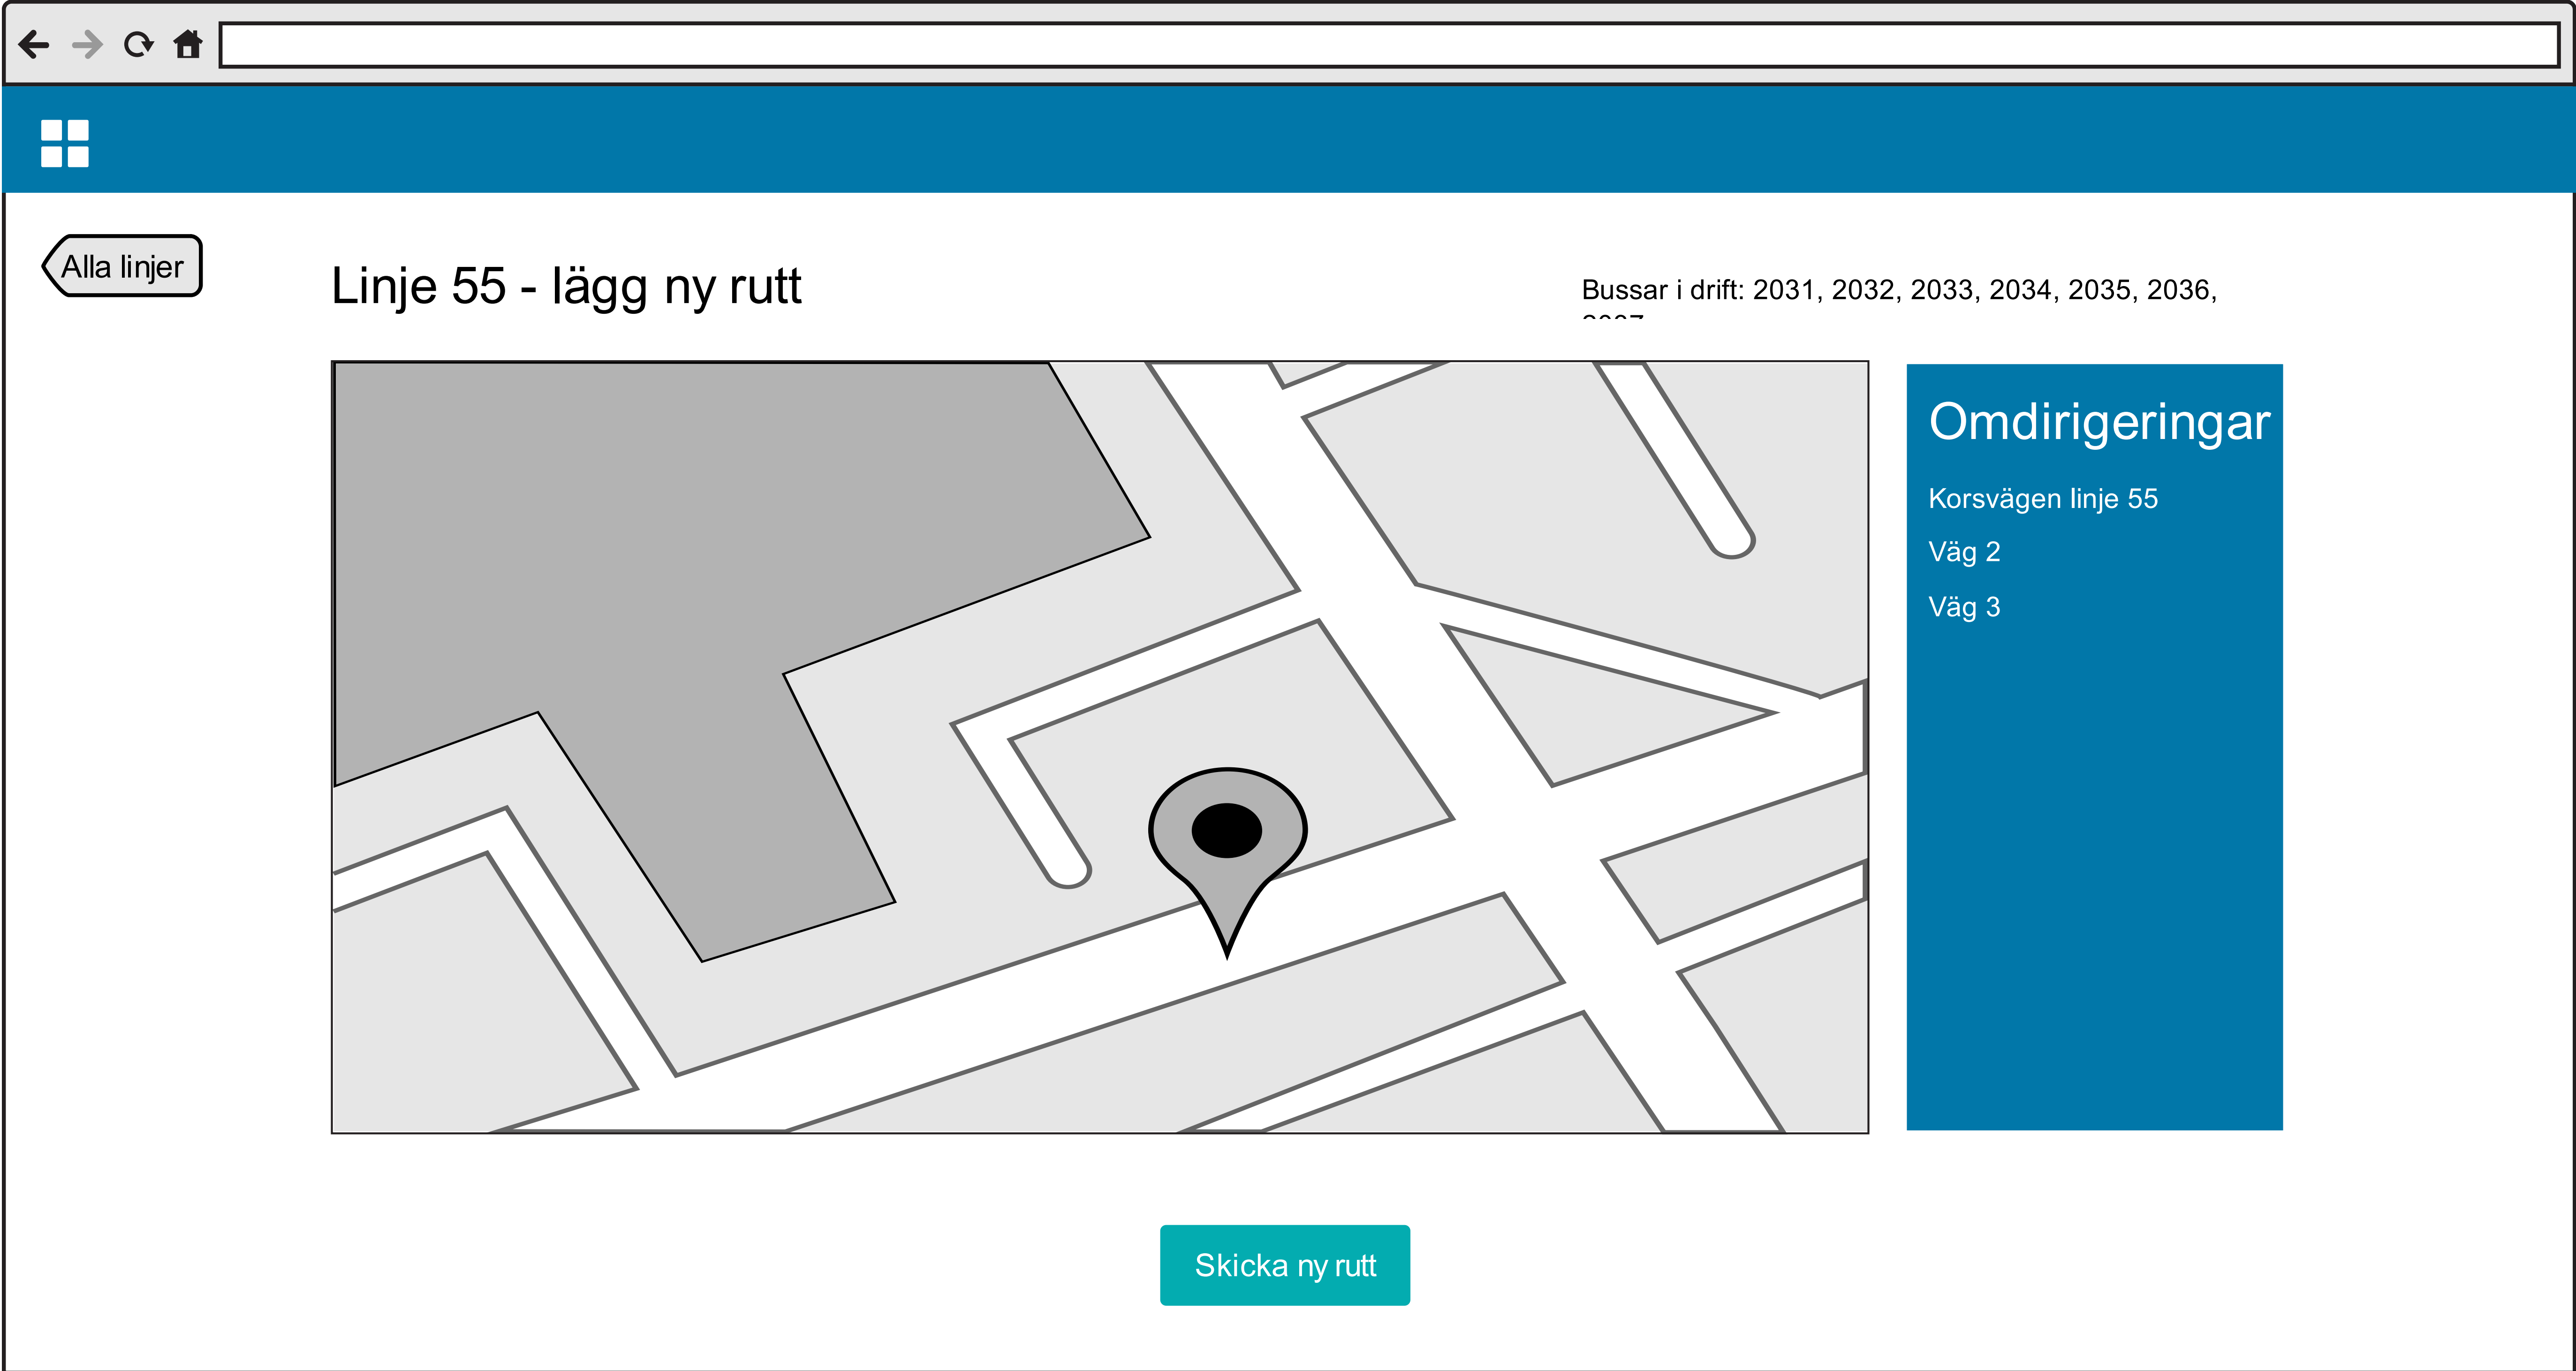 Alla linjer
Linje 55 - lägg ny rutt
Bussar i drift: 2031, 2032, 2033, 2034, 2035, 2036,
Omdirigeringar
Korsvägen linje 55
Väg 2
Väg 3
Skicka ny rutt